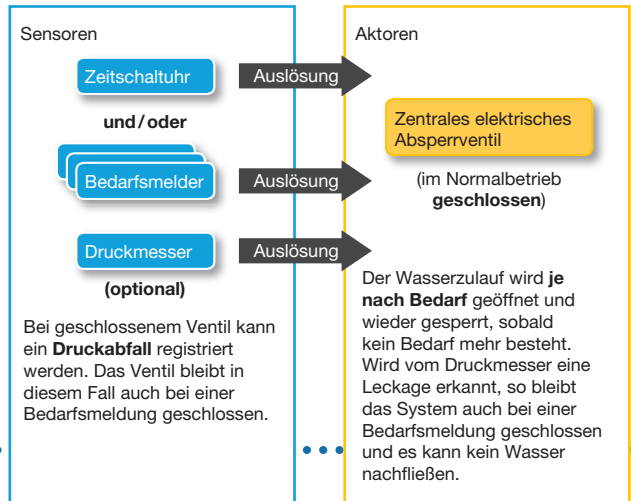 Sensoren
Zeitschaltuhr
Auslösung
und/oder
Bedarfsmelder
Auslösung
Druckmesser
Auslösung
(optional)
Bei geschlossenem Ventil kann
ein Druckabfall registriert
werden. Das Ventil bleibt in
diesem Fall auch bei einer
Bedarfsmeldung geschlossen.
Aktoren
Zentrales elektrisches
Absperrventil
(im Normalbetrieb
geschlossen)
Der Wasserzulauf wird je
nach Bedarf geöffnet und
wieder gesperrt, sobald
kein Bedarf mehr besteht.
Wird vom Druckmesser eine
Leckage erkannt, so bleibt
das System auch bei einer
Bedarfsmeldung geschlossen
und es kann kein Wasser
nachfließen.